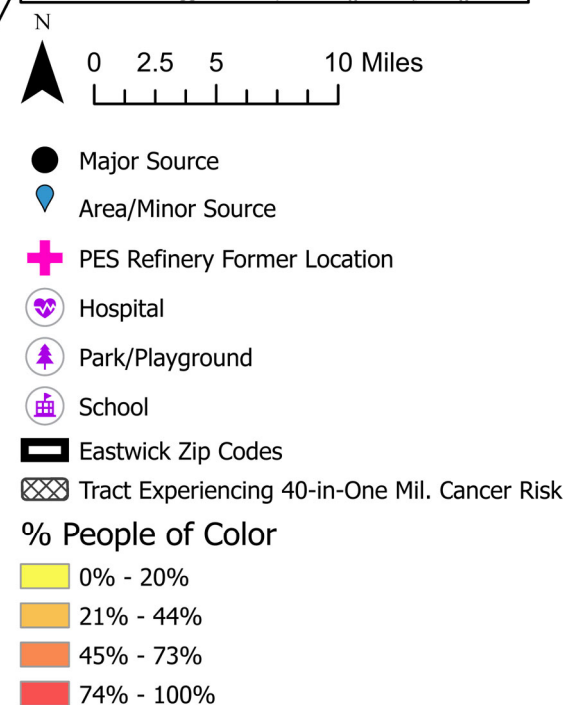 N
0 2.5 5 10 Miles
Major Source
Area/Minor Source
PES Refinery Former Location
Hospital
Park/Playground
School
Eastwick Zip Codes
Tract Experiencing 40-in-One Mil. Cancer Risk
% People of Color
0% - 20%
21% - 44%
45% - 73%
74% - 100%